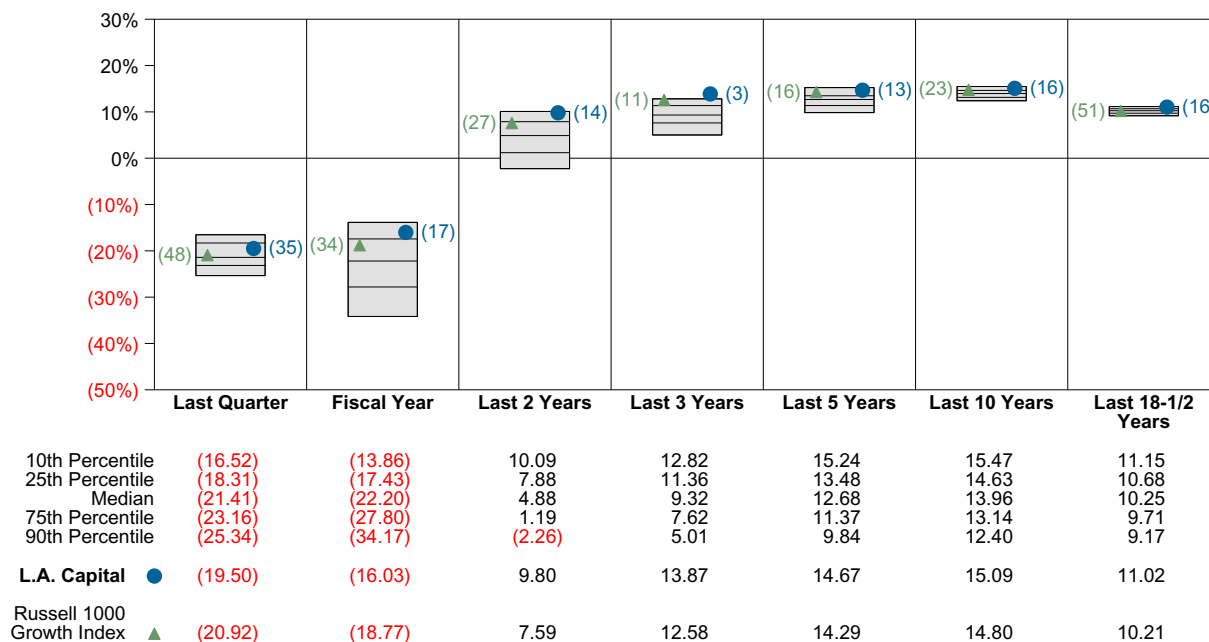 30%
20%
10%
0%
(10%)
(20%)
(30%)
(40%)
(50%)
(48) (35) (34) (17) (27) (14) (11) (3) (16) (13) (23) (16) (51) (16
Last Quarter Fiscal Year Last 2 Years Last 3 Years Last 5 Years Last 10 Years Last 18-1/2
Years
10th Percentile (16.52) (13.86) 10.09 12.82 15.24 15.47 11.15
25th Percentile (18.31) (17.43) 7.88 11.36 13.48 14.63 10.68
Median (21.41) (22.20) 4.88 9.32 12.68 13.96 10.25
75th Percentile (23.16) (27.80) 1.19 7.62 11.37 13.14 9.71
90th Percentile (25.34) (34.17) (2.26) 5.01 9.84 12.40 9.17
L.A. Capital (19.50) (16.03) 9.80 13.87 14.67 15.09 11.02
Russell 1000
Growth Index (20.92) (18.77) 7.59 12.58 14.29 14.80 10.21